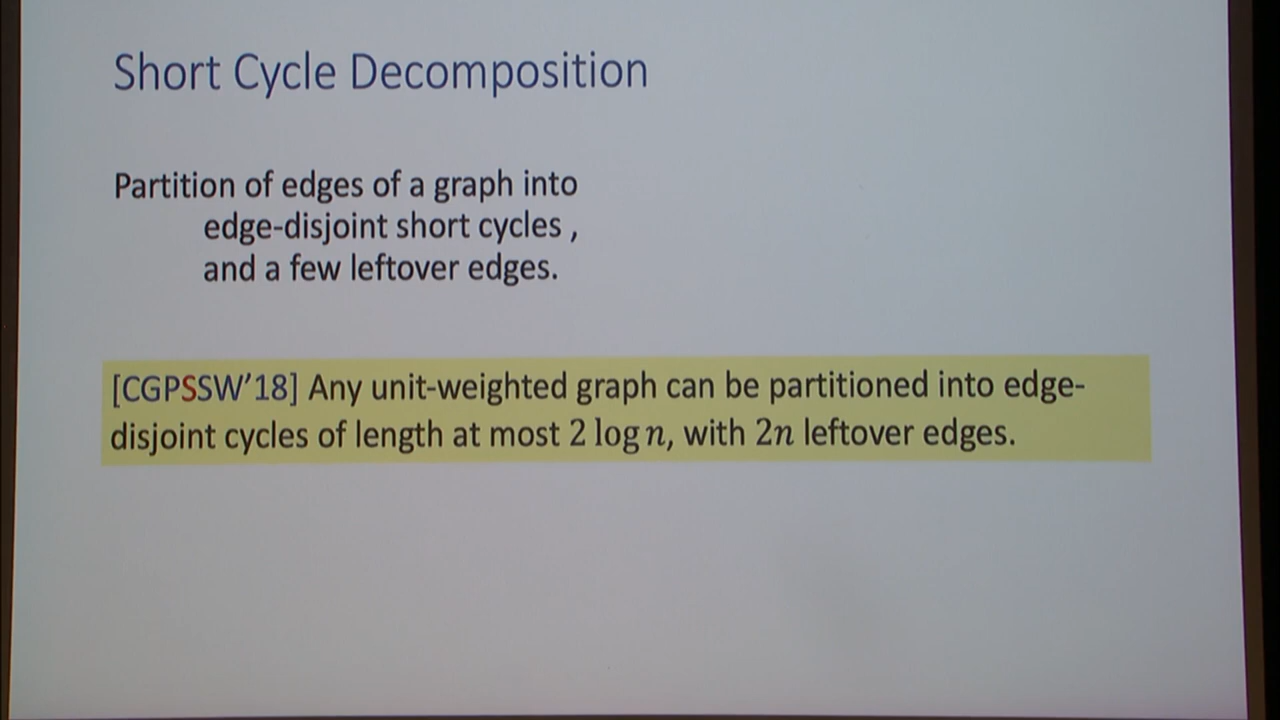 Short Cycle Decomposition
Partition of edges of a graph into
edge-disjoint short cycles ,
and a few leftover edges.
[CGPSSW'18] Any unit-weighted graph can be partitioned into edge-
disjoint cycles of length at most 2 log n, with 2n leftover edges.